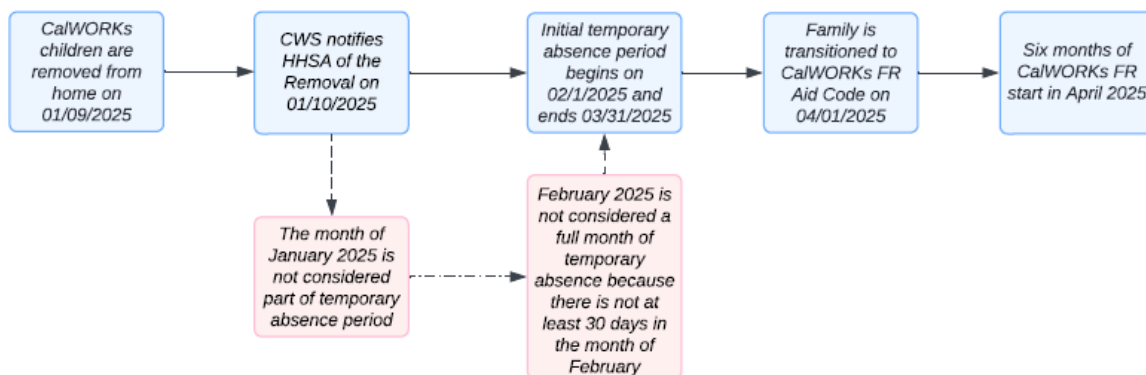 CalWORKs
children are
removed from
home on
01/09/2025
CWS notifies
HHSA of the
Removal on
01/10/2025
Initial temporary
absence period
begins on
02/1/2025 and
ends 03/31/2025
Family is
transitioned to
CalWORKs FR
Aid Code on
04/01/2025
Six months of
CalWORKs FR
start in April 2025
The month of
January 2025 is
not considered
part of temporary
absence period
February 2025 is
not considered a
full month of
temporary
absence because
there is not at
least 30 days in
the month of
February